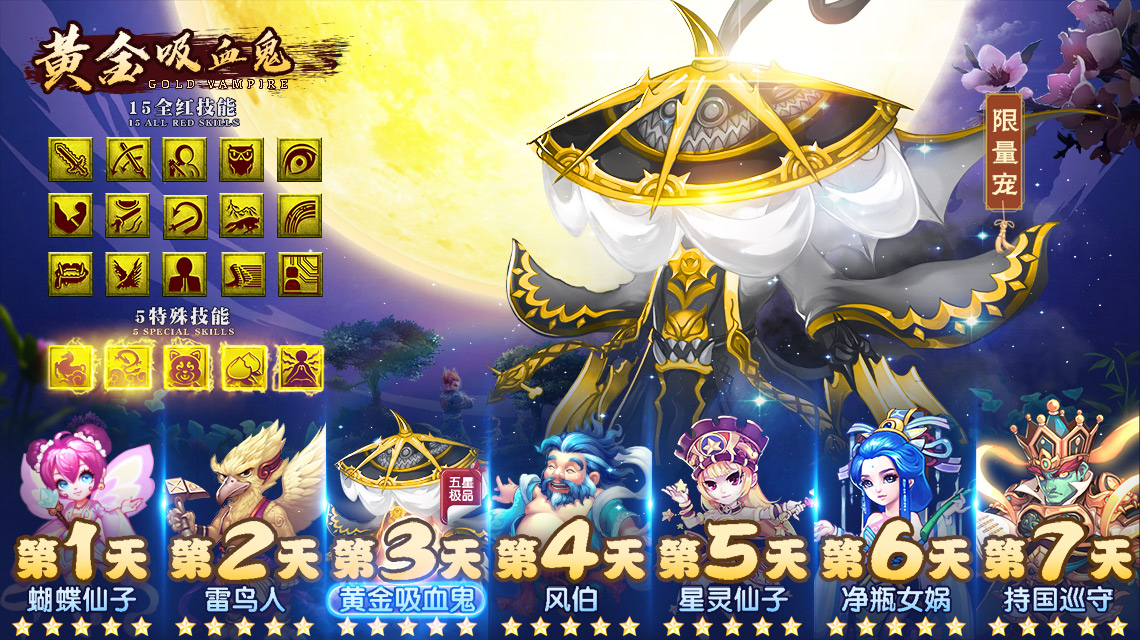 黄金吸血鬼
GOLD VAMPIRE
15全红技能
15 ALL RED SKILLS
限量宠
5特殊技能
5 SPECIAL SKILLS
五星
极品
第1天
第2天
第3天
第4天
第5天
第6天
第7天
蝴蝶仙子
雷鸟人
黄金吸血鬼
风伯
星灵仙子
净瓶女娲
持国巡守